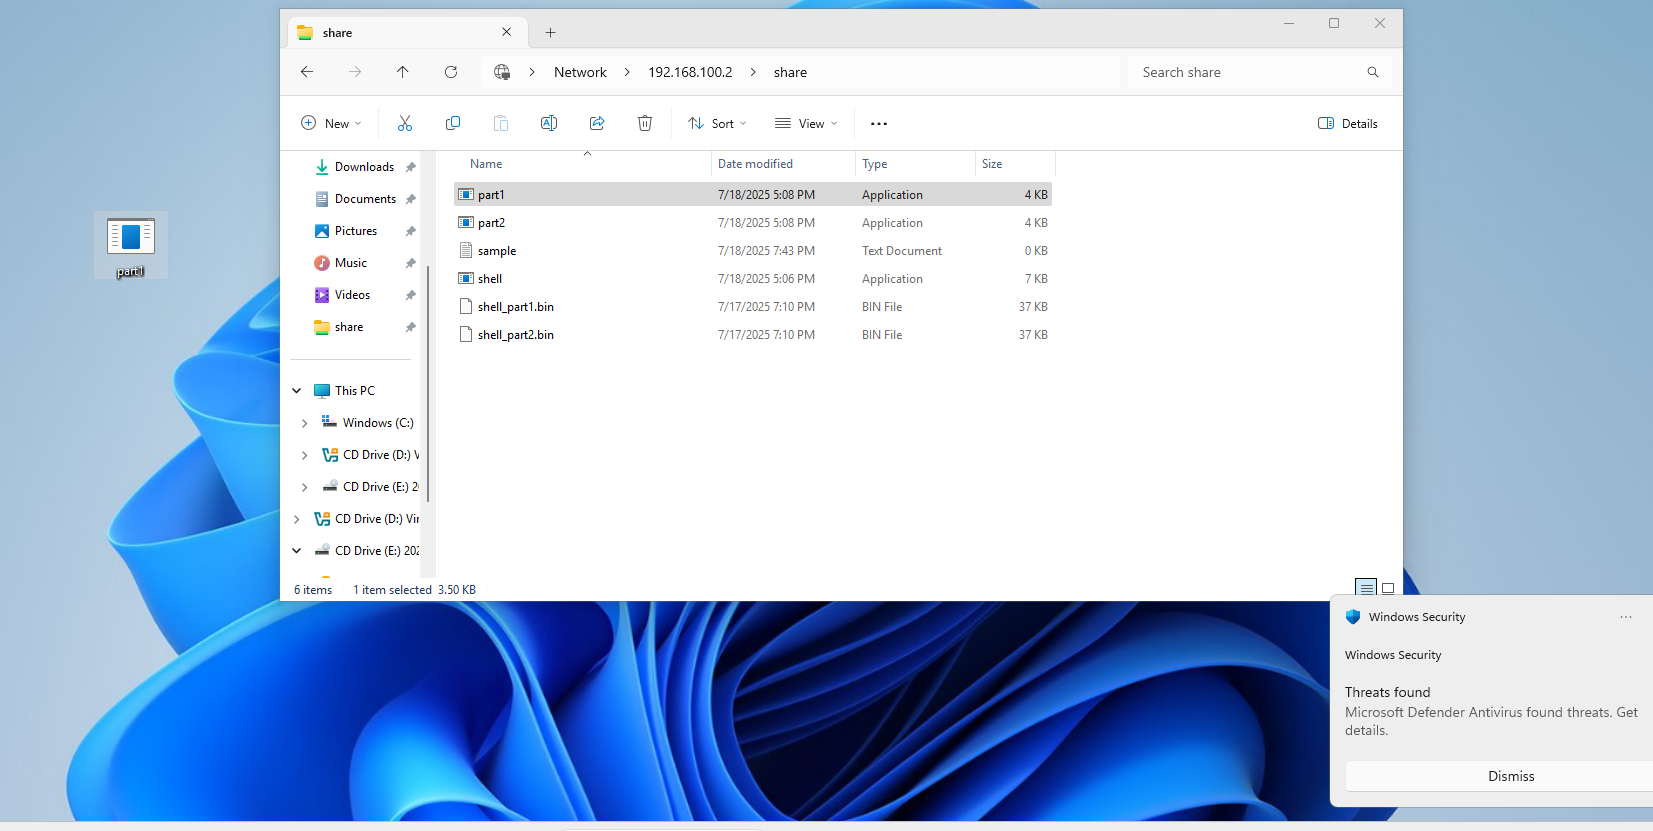 share
Network
192.168.100.2
share
Search share
New
Sort
View
Details
Downloads
Documents
Pictures
Music
Videos
share
This PC
Windows (C:)
CD Drive (D:) V
CD Drive (E:) 2
CD Drive (D:) Vir
CD Drive (E:) 202
Name Date modified Type Size
part1 7/18/2025 5:08 PM Application 4 KB
part2 7/18/2025 5:08 PM Application 4 KB
sample 7/18/2025 7:43 PM Text Document 0 KB
shell 7/18/2025 5:06 PM Application 7 KB
shell_part1.bin 7/17/2025 7:10 PM BIN File 37 KB
shell_part2.bin 7/17/2025 7:10 PM BIN File 37 KB
6 items 1 item selected 3.50 KB
part1
Windows Security
Windows Security
Threats found
Microsoft Defender Antivirus found threats. Get
details.
Dismiss